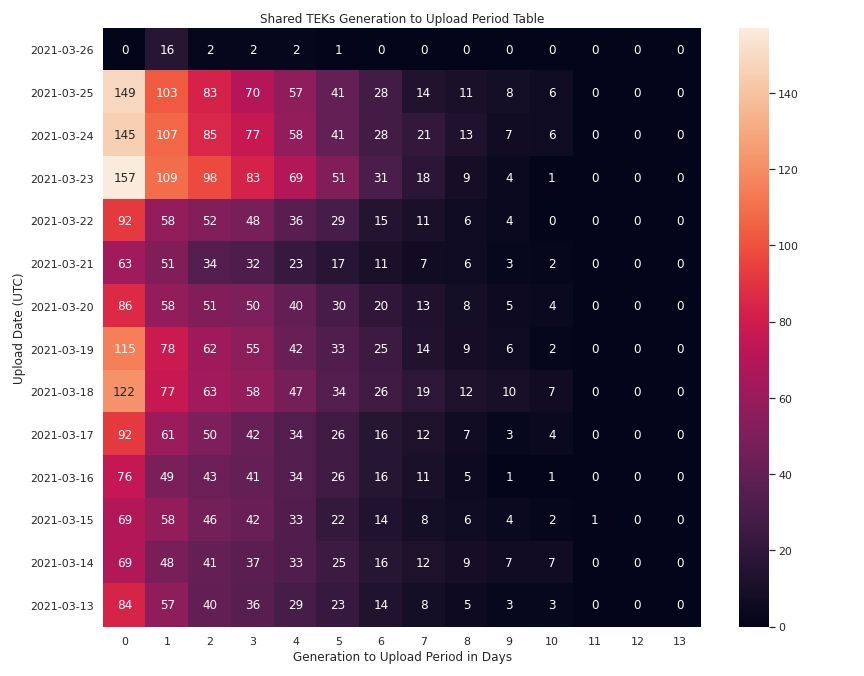 Shared TEKs Generation to Upload Period Table
2021-03-26 0 16 2 2 2 1 0 0 0 0 0 0 0 0
2021-03-25 149 103 83 70 57 41 28 14 11 8 6 0 0 0
2021-03-24 145 107 85 77 58 41 28 21 13 7 6 0 0 0
2021-03-23 157 109 98 83 69 51 31 18 9 4 1 0 0 0
2021-03-22 92 58 52 48 36 29 15 11 6 4 0 0 0 0
2021-03-21 63 51 34 32 23 17 11 7 6 3 2 0 0 0
2021-03-20 86 58 51 50 40 30 20 13 8 5 4 0 0 0
2021-03-19 115 78 62 55 42 33 25 14 9 6 2 0 0 0
2021-03-18 122 77 63 58 47 34 26 19 12 10 7 0 0 0
2021-03-17 92 61 50 42 34 26 16 12 7 3 4 0 0 0
2021-03-16 76 49 43 41 34 26 16 11 5 1 1 0 0 0
2021-03-15 69 58 46 42 33 22 14 8 6 4 2 1 0 0
2021-03-14 69 48 41 37 33 25 16 12 9 7 7 0 0 0
2021-03-13 84 57 40 36 29 23 14 8 5 3 3 0 0 0
0 1 2 3 4 5 6 7 8 9 10 11 12 13
Generation to Upload Period in Days
Upload Date (UTC)
140
120
100
80
60
40
20
0